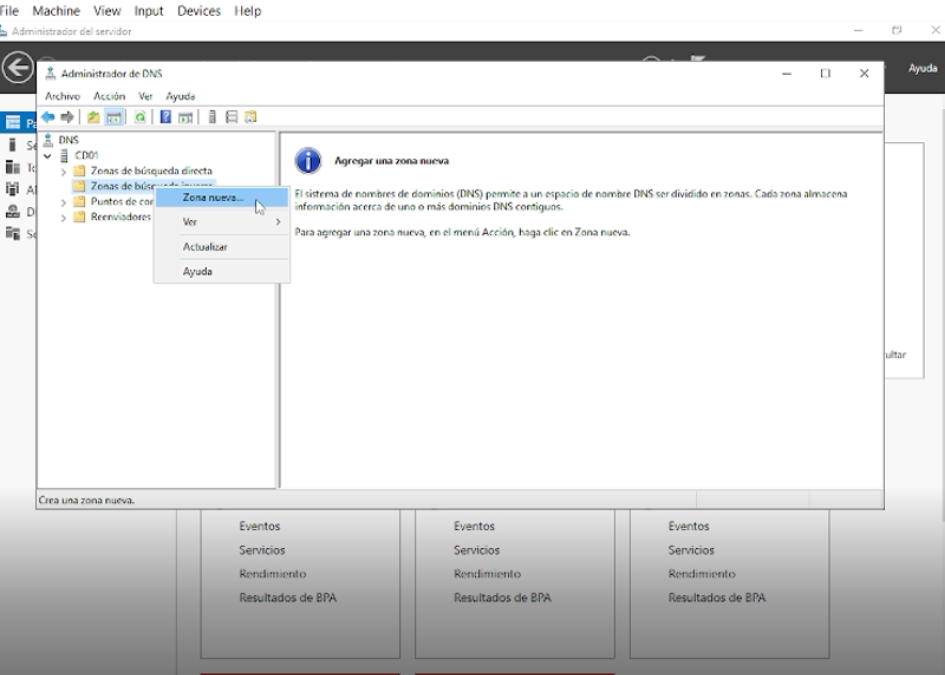 File Machine View Input Devices Help
Administrador del servidor
Ayuda
Administrador de DNS
Archivo Acción Ver Ayuda
DNS
CD01
Zonas de búsqueda directa
Zonas de búsqueda inversa
Puntos de
Reenviadores
Zona nueva...
Ver
Actualizar
Ayuda
Agregar una zona nueva
El sistema de nombres de dominios (DNS) permite a un espacio de nombre DNS ser dividido en zonas. Cada zona almacena
información acerca de uno o más dominios DNS contiguos.
Para agregar una zona nueva, en el menú Acción, haga clic en Zona nueva.
ultar
Crea una zona nueva.
Eventos Eventos Eventos
Servicios Servicios Servicios
Rendimiento Rendimiento Rendimiento
Resultados de BPA Resultados de BPA Resultados de BPA